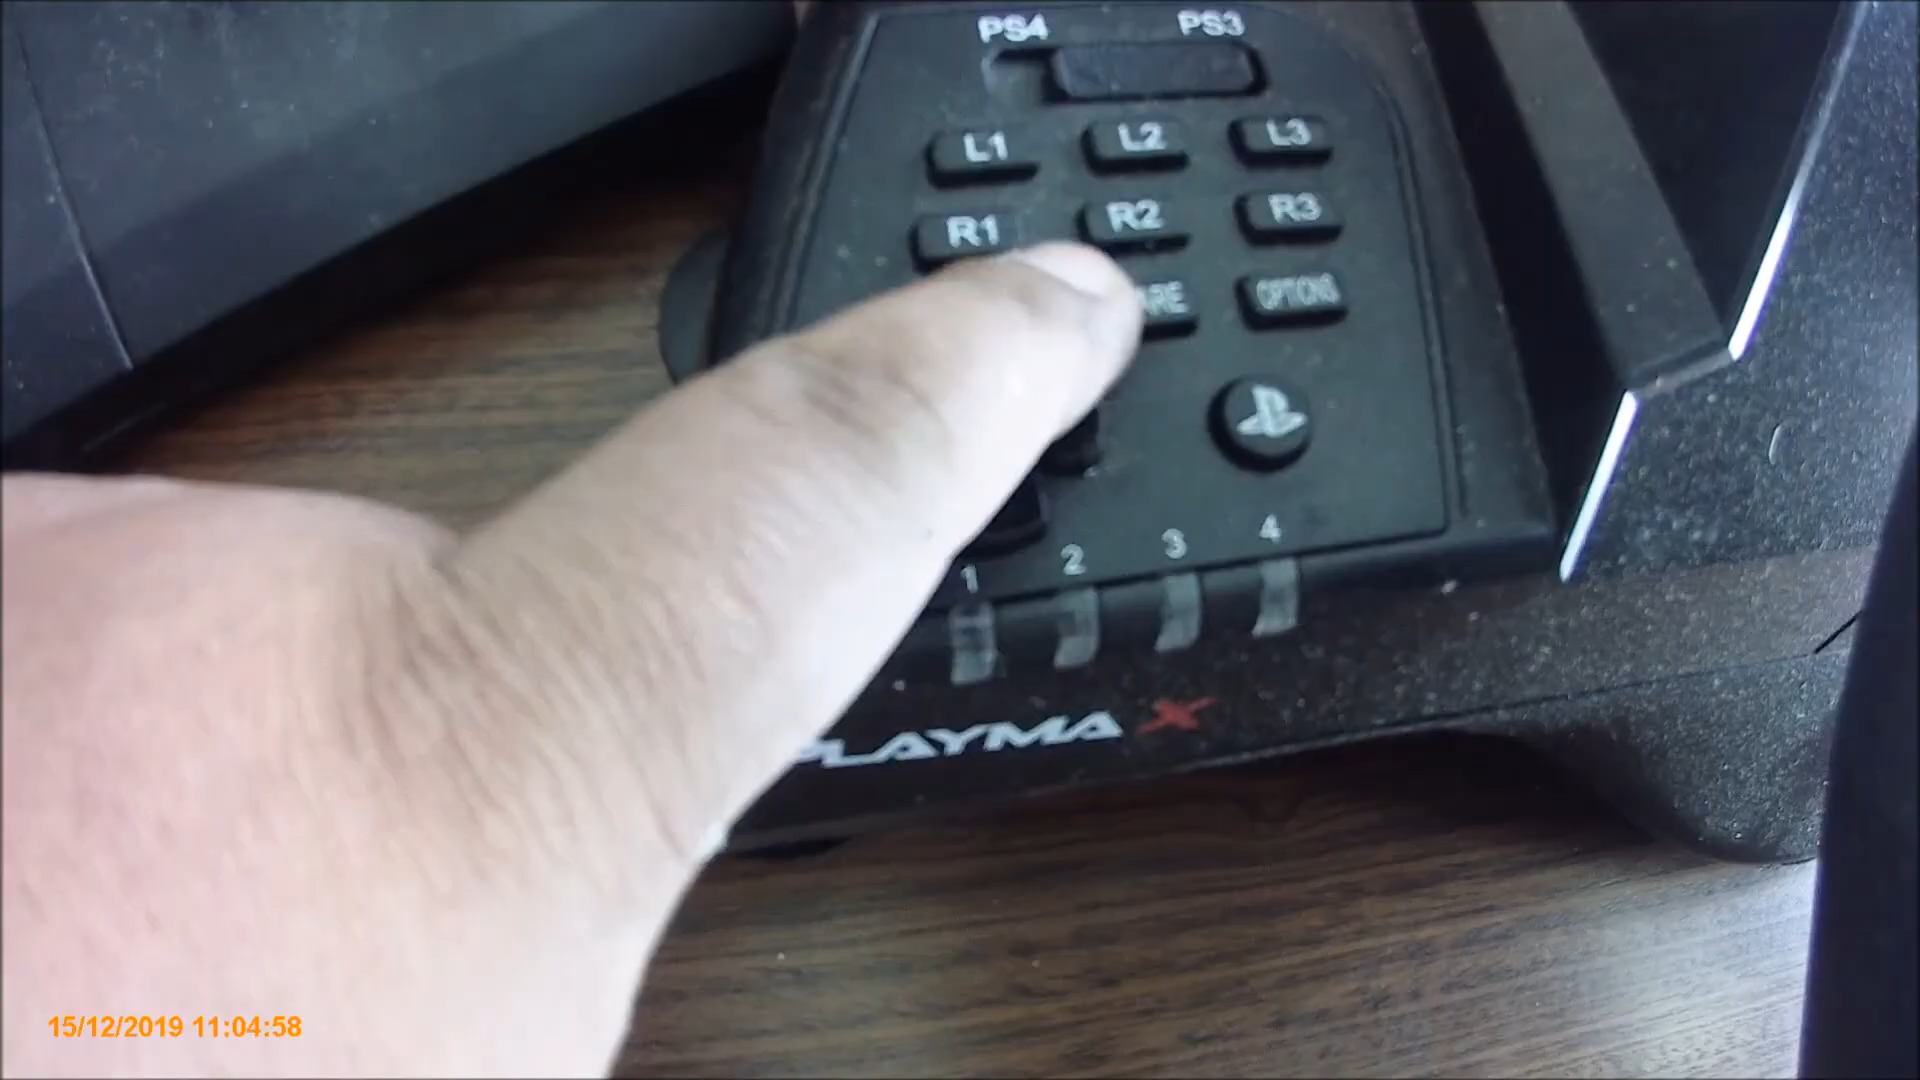 PS4 PS3
L1 L2 L3
R1 R2 R3
OPTIONS
1 2 3 4
PLAYMAX
15/12/2019 11:04:58